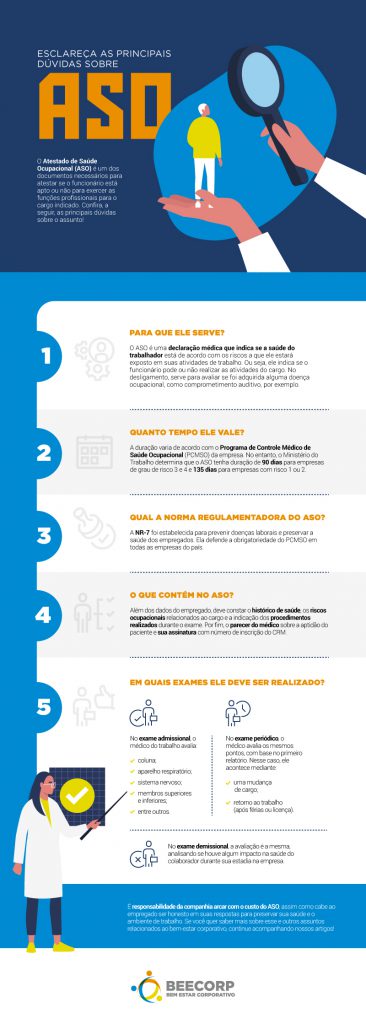 ESCLAREÇA AS PRINCIPAIS
DÚVIDAS SOBRE
ASO
O Atestado de Saúde
Ocupacional (ASO) é um dos
documentos necessários para
atestar se o funcionário está
apto ou não para exercer as
funções profissionais para o
cargo indicado. Confira, a
seguir, as principais dúvidas
sobre o assunto!
1
PARA QUE ELE SERVE?
O ASO é uma declaração médica que indica se a saúde do
trabalhador está de acordo com os riscos a que ele estará
exposto em suas atividades de trabalho. Ou seja, ele indica se o
funcionário pode ou não realizar as atividades do cargo. No
desligamento, serve para avaliar se foi adquirida alguma doença
ocupacional, como comprometimento auditivo, por exemplo.
2
QUANTO TEMPO ELE VALE?
A duração varia de acordo com o Programa de Controle Médico de
Saúde Ocupacional (PCMSO) da empresa. No entanto, o Ministério do
Trabalho determina que o ASO tenha duração de 90 dias para empresas
de grau de risco 3 e 4 e 135 dias para empresas com risco 1 ou 2.
3
QUAL A NORMA REGULAMENTADORA DO ASO?
A NR-7 foi estabelecida para prevenir doenças laborais e preservar a
saúde dos empregados. Ela defende a obrigatoriedade do PCMSO em
todas as empresas do país.
4
O QUE CONTÉM NO ASO?
Além dos dados do empregado, deve constar o histórico de saúde, os riscos
ocupacionais relacionados ao cargo e a indicação dos procedimentos
realizados durante o exame. Por fim, o parecer do médico sobre a aptidão do
paciente e sua assinatura com número de inscrição do CRM.
5
EM QUAIS EXAMES ELE DEVE SER REALIZADO?
No exame admissional, o
médico do trabalho avalia:
coluna;
aparelho respiratório;
sistema nervoso;
membros superiores
e inferiores;
entre outros.
No exame periódico, o
médico avalia os mesmos
pontos, com base no primeiro
relatório. Nesse caso, ele
acontece mediante:
uma mudança
de cargo;
retorno ao trabalho
(após férias ou licença).
No exame demissional, a avaliação é a mesma,
analisando se houve algum impacto na saúde do
colaborador durante sua estadia na empresa.
É responsabilidade da companhia arcar com o custo do ASO, assim como cabe ao
empregado ser honesto em suas respostas para preservar sua saúde e o
ambiente de trabalho. Se você quer saber mais sobre esse e outros assuntos
relacionados ao bem-estar corporativo, continue acompanhando nossos artigos!
BEECORP
BEM ESTAR CORPORATIVO